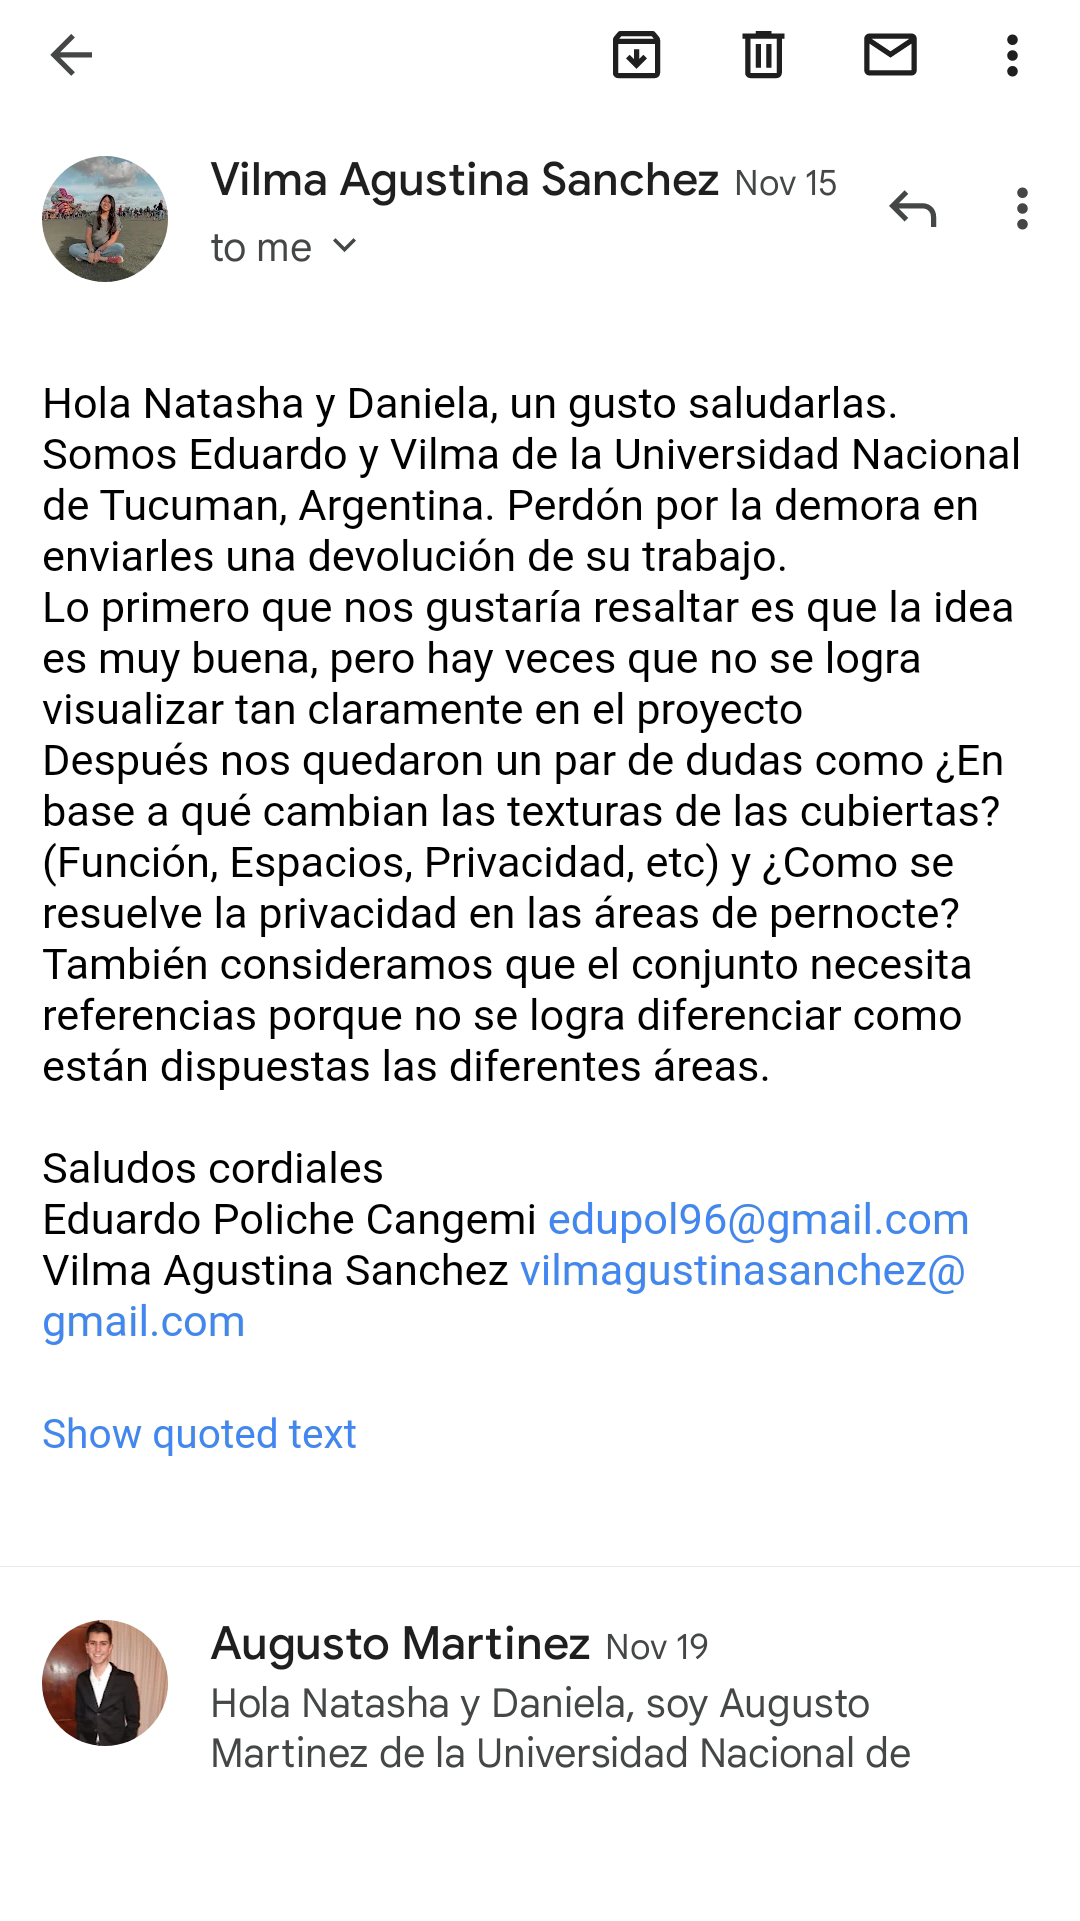 Vilma Agustina Sanchez Nov 15
to me
Hola Natasha y Daniela, un gusto saludarlas.
Somos Eduardo y Vilma de la Universidad Nacional
de Tucuman, Argentina. Perdón por la demora en
enviarles una devolución de su trabajo.
Lo primero que nos gustaría resaltar es que la idea
es muy buena, pero hay veces que no se logra
visualizar tan claramente en el proyecto
Después nos quedaron un par de dudas como ¿En
base a qué cambian las texturas de las cubiertas?
(Función, Espacios, Privacidad, etc) y ¿Como se
resuelve la privacidad en las áreas de pernocte?
También consideramos que el conjunto necesita
referencias porque no se logra diferenciar como
están dispuestas las diferentes áreas.
Saludos cordiales
Eduardo Poliche Cangemi edupol96@gmail.com
Vilma Agustina Sanchez vilmagustinasanchez@
gmail.com
Show quoted text
Augusto Martinez Nov 19
Hola Natasha y Daniela, soy Augusto
Martinez de la Universidad Nacional de